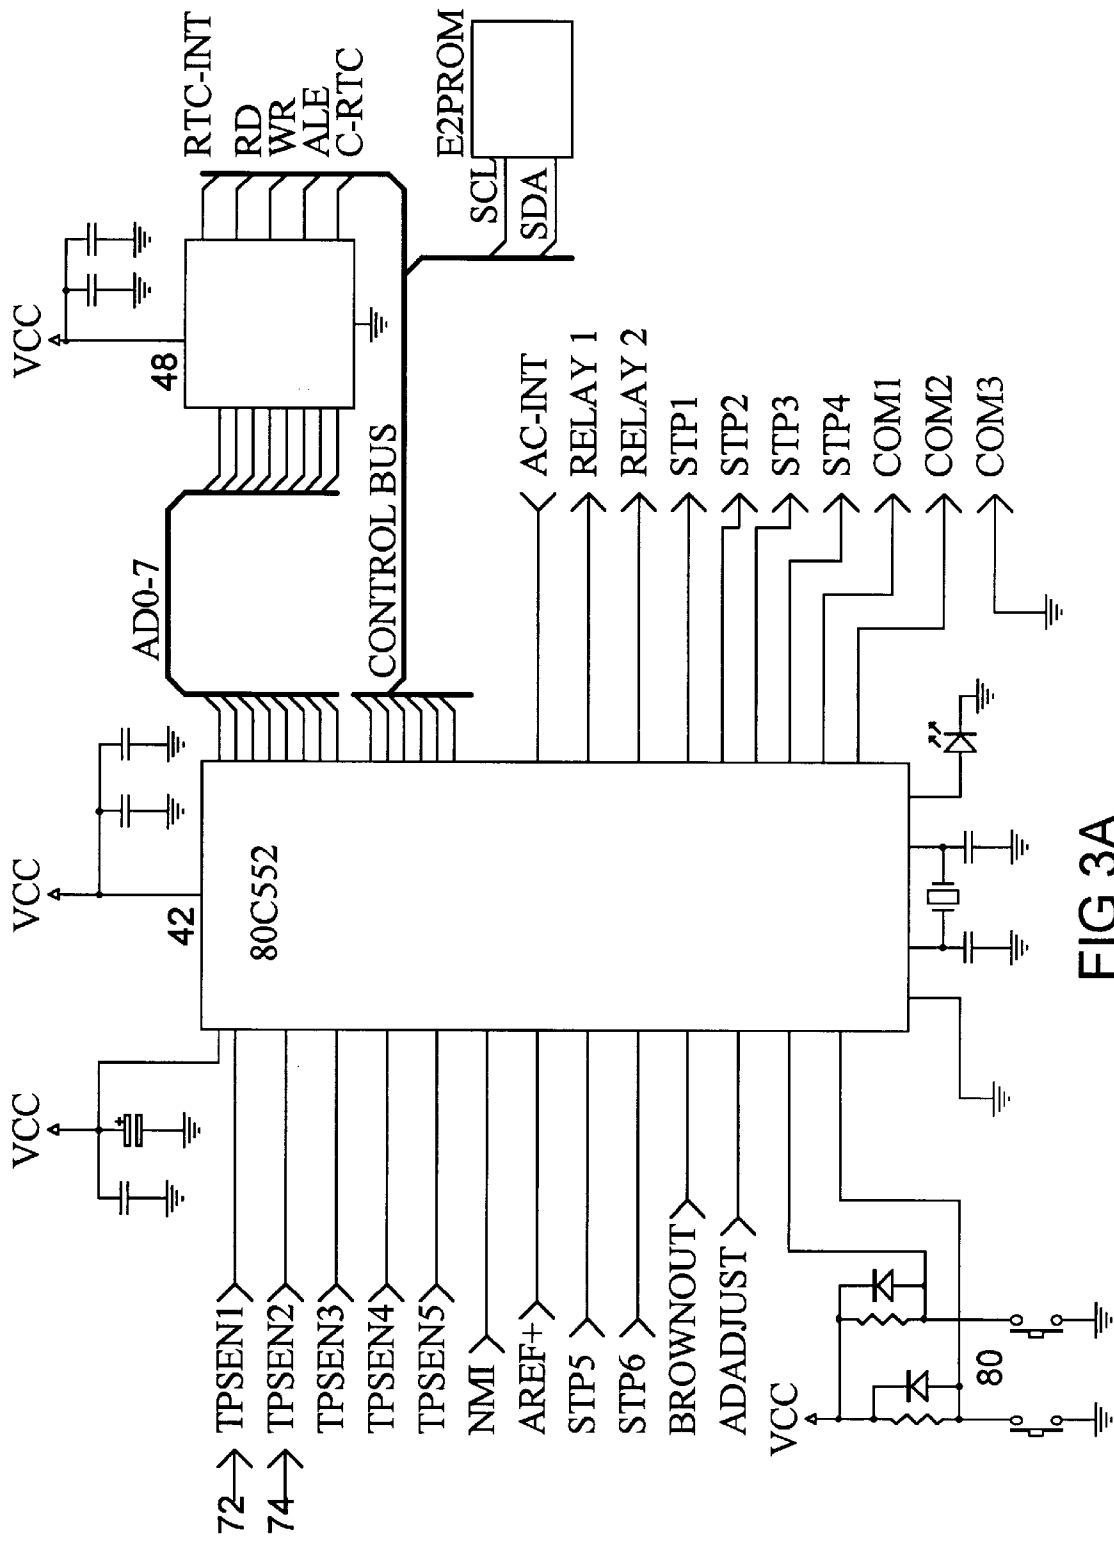 VCC
VCC
VCC
42
80C552
48
AD0-7
CONTROL BUS
RTC-INT
RD
WR
ALE
C-RTC
E2PROM
SCL
SDA
72
TPSEN1
74
TPSEN2
TPSEN3
TPSEN4
TPSEN5
NMI
AREF+
STP5
STP6
BROWNOUT
ADADJUST
VCC
80
AC-INT
RELAY 1
RELAY 2
STP1
STP2
STP3
STP4
COM1
COM2
COM3
FIG 3A